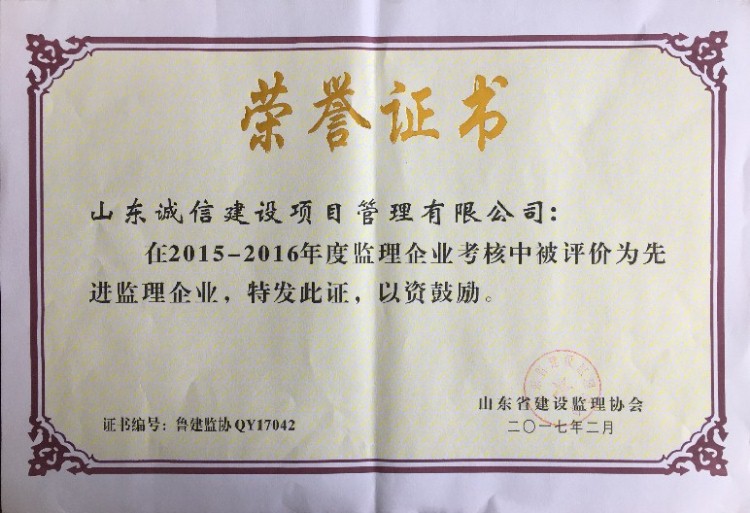 荣誉证书
山东诚信建设项目管理有限公司：
在2015-2016年度监理企业考核中被评价为先
进监理企业，特发此证，以资鼓励。
山东省建设监理协会
证书编号：鲁建监协QY17042
二〇一七年二月